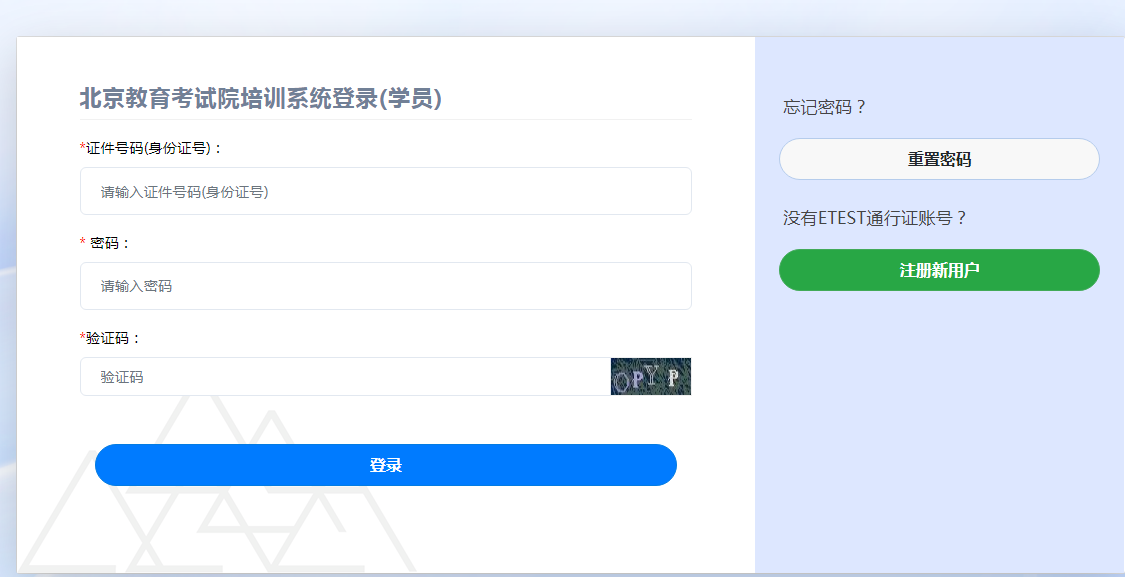 北京教育考试院培训系统登录(学员)
*证件号码(身份证号)：
请输入证件号码(身份证号)
* 密码：
请输入密码
*验证码：
验证码
OPYP
登录
忘记密码？
重置密码
没有ETEST通行证账号？
注册新用户